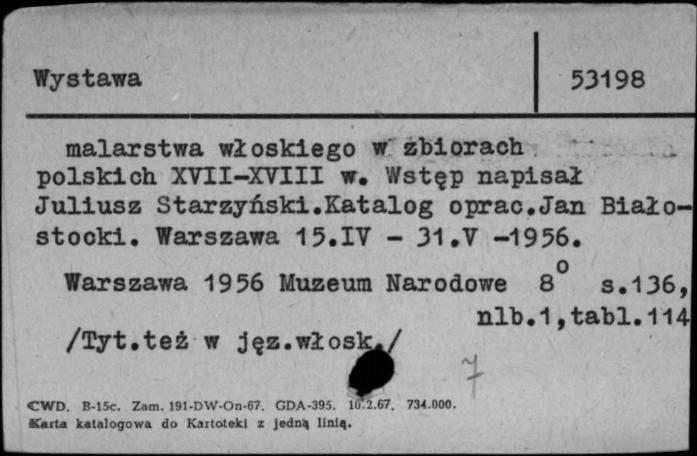 Wystawa
53198
malarstwa włoskiego w zbiorach
polskich XVII-XVIII w. Wstęp napisał
Juliusz Starzyński.Katalog oprac.Jan Biało-
stocki. Warszawa 15.IV - 31.V -1956.
Warszawa 1956 Muzeum Narodowe 8° s.136,
nlb.1,tabl.114
/Tyt.też w jęz.włosk./
7
CWD. B-15c. Zam. 191-DW-On-67. GDA-395. 10.2.67. 734.000.
Karta katalogowa do Kartoteki z jedną linią.